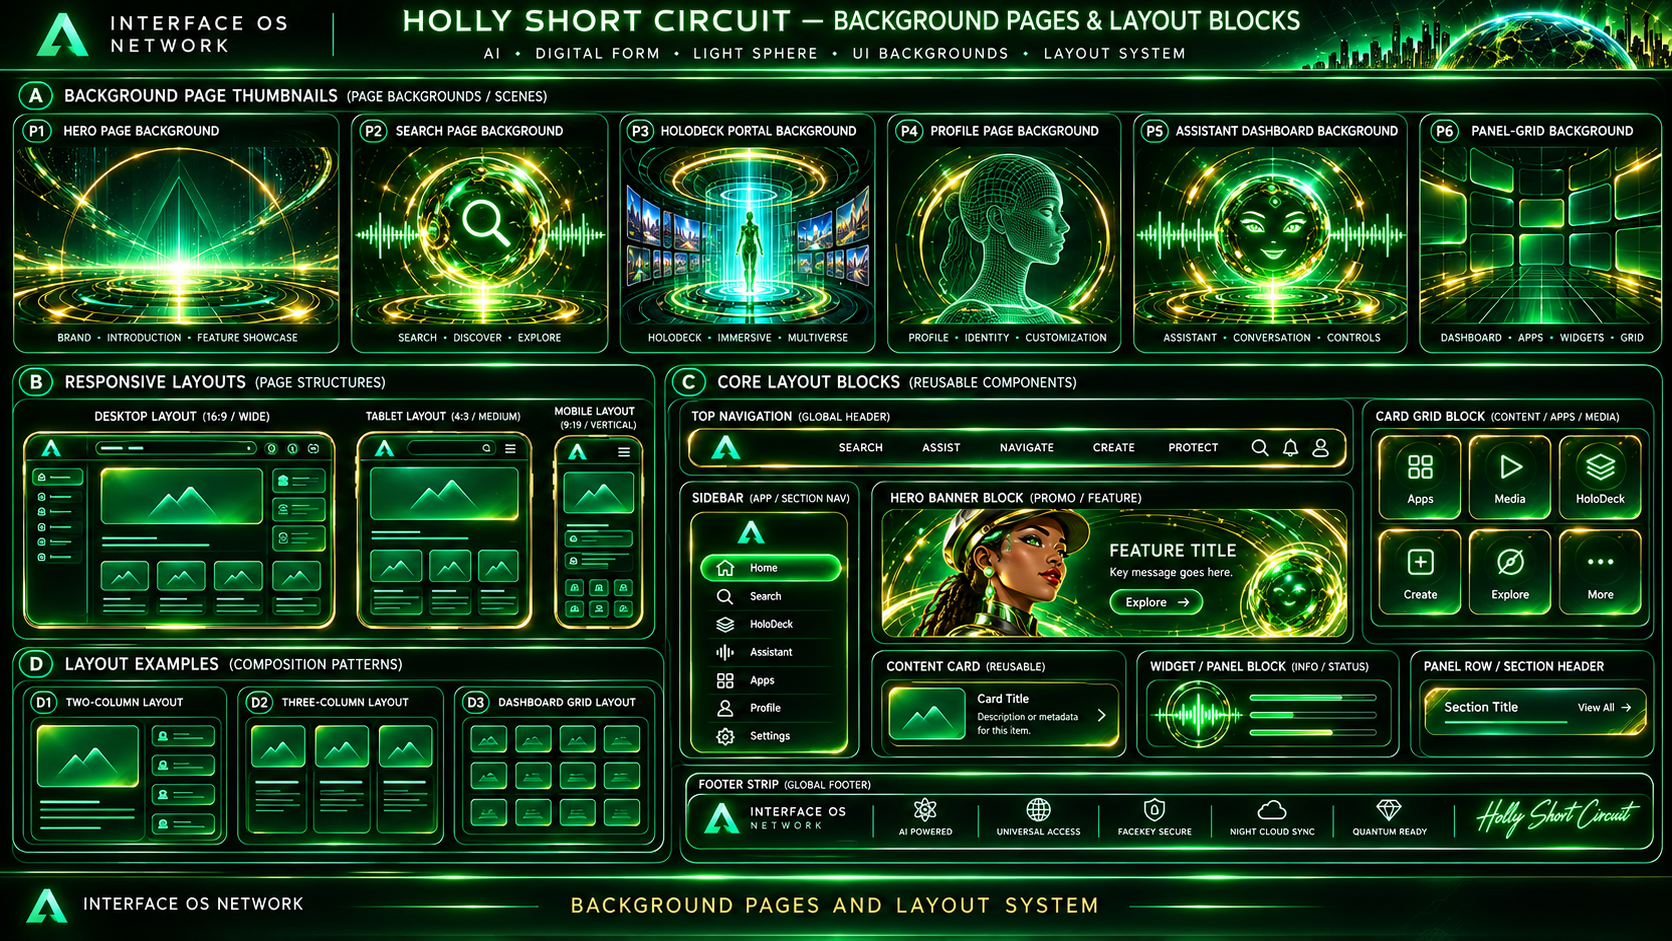 INTERFACE OS
NETWORK
HOLLY SHORT CIRCUIT — BACKGROUND PAGES & LAYOUT BLOCKS
AI • DIGITAL FORM • LIGHT SPHERE • UI BACKGROUNDS • LAYOUT SYSTEM
A BACKGROUND PAGE THUMBNAILS (PAGE BACKGROUNDS / SCENES)
P1 HERO PAGE BACKGROUND
BRAND • INTRODUCTION • FEATURE SHOWCASE
P2 SEARCH PAGE BACKGROUND
SEARCH • DISCOVER • EXPLORE
P3 HOLODECK PORTAL BACKGROUND
HOLODECK • IMMERSIVE • MULTIVERSE
P4 PROFILE PAGE BACKGROUND
PROFILE • IDENTITY • CUSTOMIZATION
P5 ASSISTANT DASHBOARD BACKGROUND
ASSISTANT • CONVERSATION • CONTROLS
P6 PANEL-GRID BACKGROUND
DASHBOARD • APPS • WIDGETS • GRID
B RESPONSIVE LAYOUTS (PAGE STRUCTURES)
DESKTOP LAYOUT (16:9 / WIDE)
TABLET LAYOUT (4:3 / MEDIUM)
MOBILE LAYOUT
(9:19 / VERTICAL)
C CORE LAYOUT BLOCKS (REUSABLE COMPONENTS)
TOP NAVIGATION (GLOBAL HEADER)
SEARCH ASSIST NAVIGATE CREATE PROTECT
SIDEBAR (APP / SECTION NAV)
Home
Search
HoloDeck
Assistant
Apps
Profile
Settings
HERO BANNER BLOCK (PROMO / FEATURE)
FEATURE TITLE
Key message goes here.
Explore →
CARD GRID BLOCK (CONTENT / APPS / MEDIA)
Apps Media HoloDeck
Create Explore More
CONTENT CARD (REUSABLE)
Card Title
Description or metadata
for this item.
WIDGET / PANEL BLOCK (INFO / STATUS)
PANEL ROW / SECTION HEADER
Section Title View All →
FOOTER STRIP (GLOBAL FOOTER)
INTERFACE OS
NETWORK
AI POWERED
UNIVERSAL ACCESS
FACEKEY SECURE
NIGHT CLOUD SYNC
QUANTUM READY
Holly Short Circuit
D LAYOUT EXAMPLES (COMPOSITION PATTERNS)
D1 TWO-COLUMN LAYOUT
D2 THREE-COLUMN LAYOUT
D3 DASHBOARD GRID LAYOUT
INTERFACE OS NETWORK
BACKGROUND PAGES AND LAYOUT SYSTEM